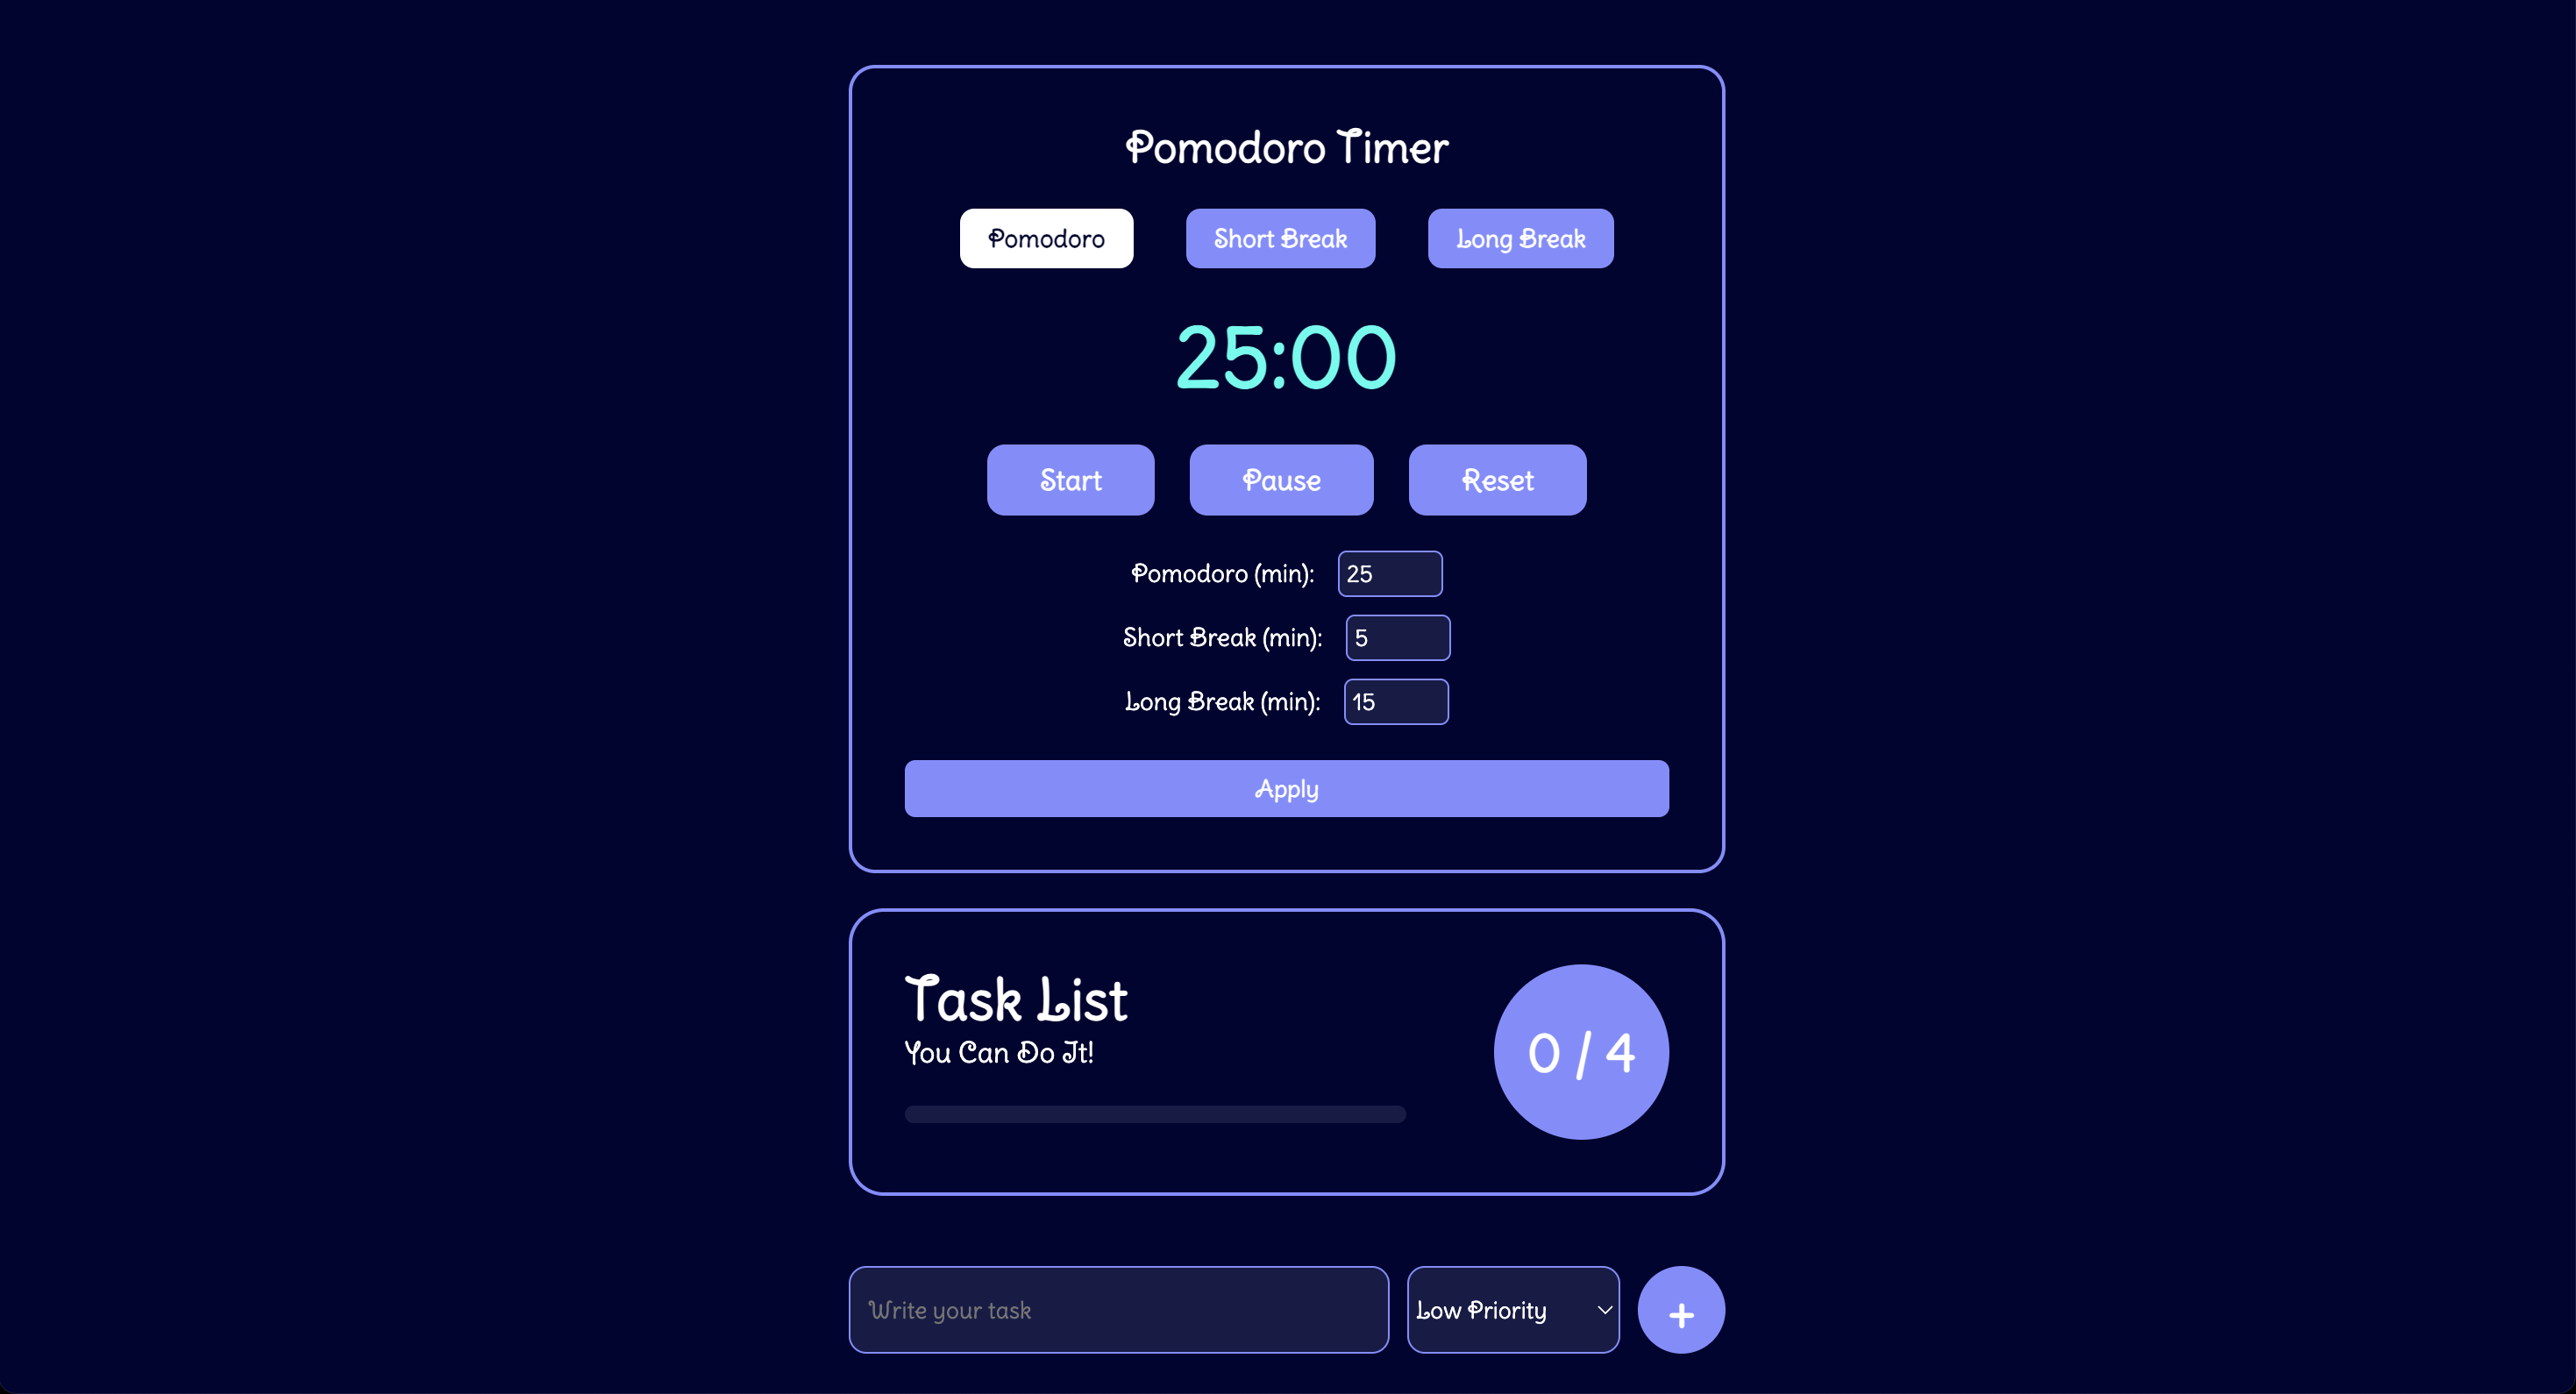 Pomodoro Timer
Pomodoro Short Break Long Break
25:00
Start Pause Reset
Pomodoro (min): 25
Short Break (min): 5
Long Break (min): 15
Apply
Task List
You Can Do It!
0 / 4
Write your task Low Priority +